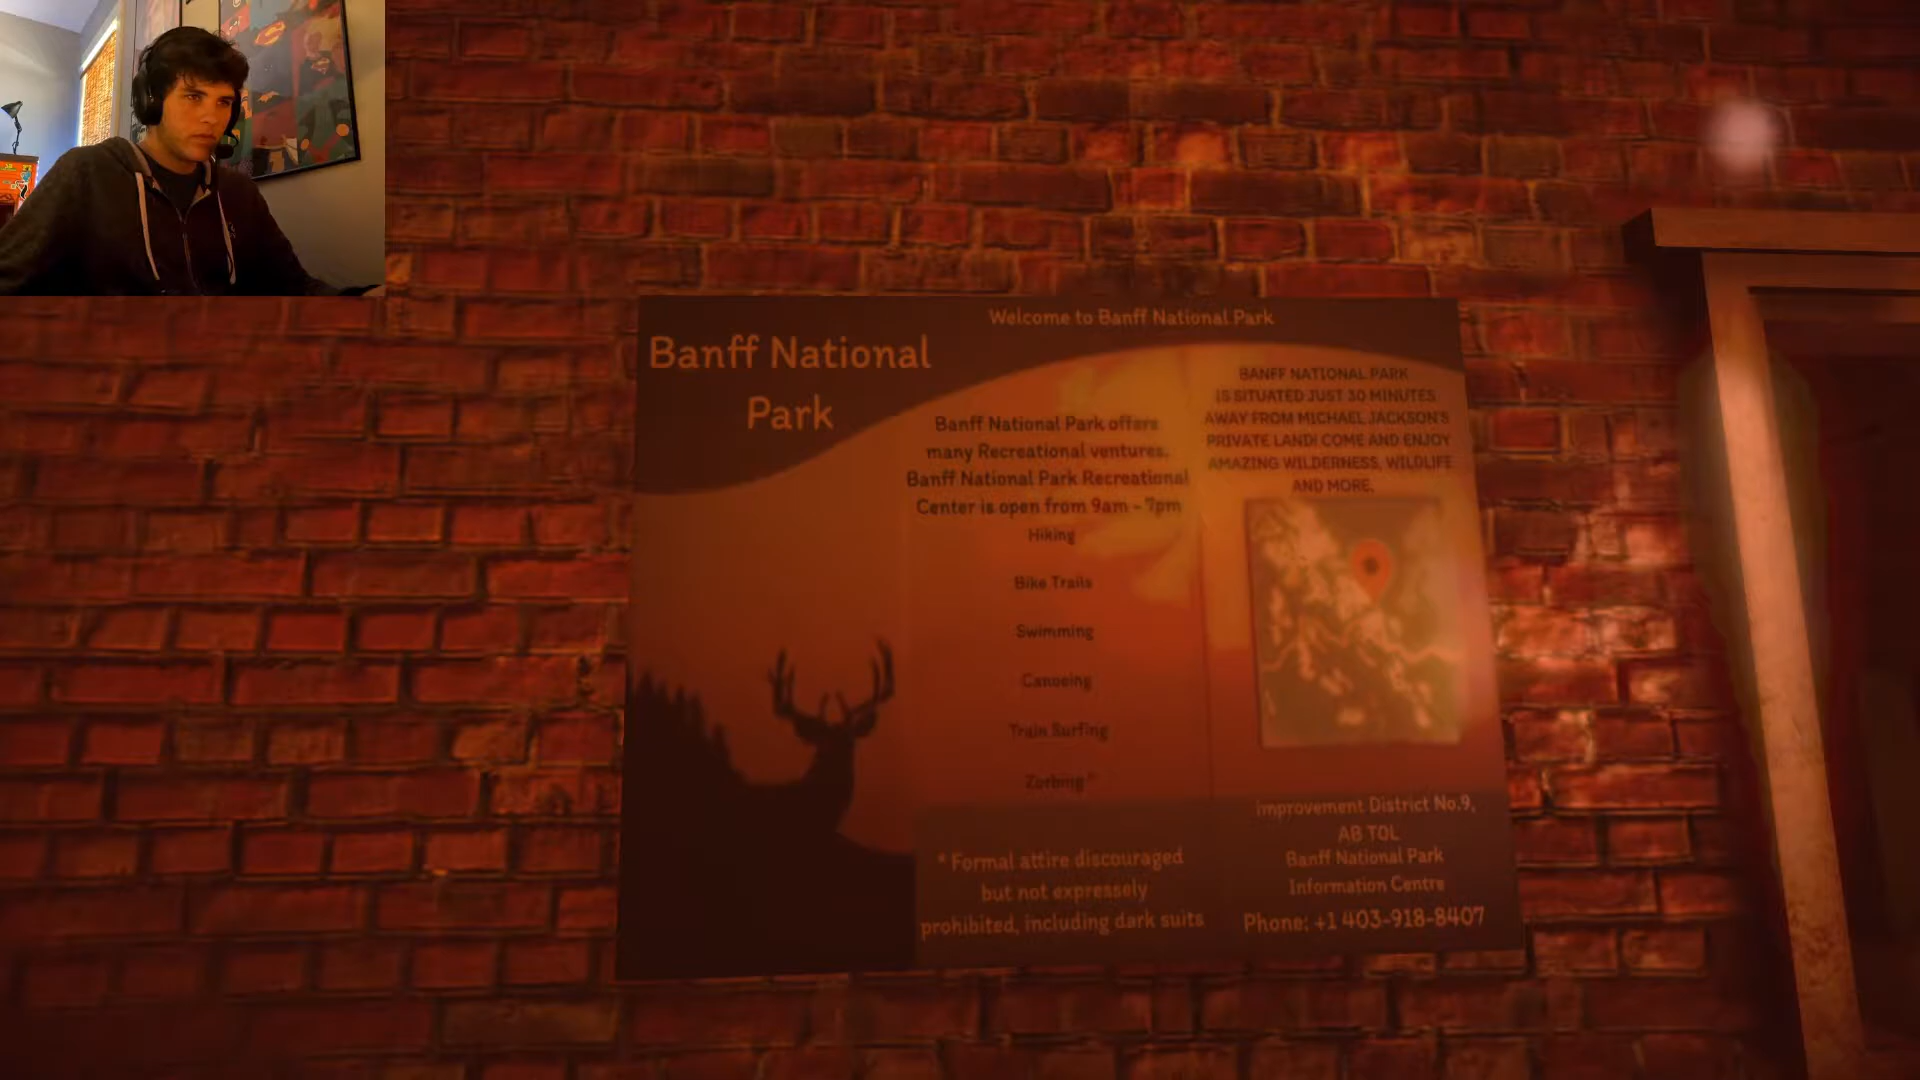 Welcome to Banff National Park
Banff National
Park
Banff National Park offers
many Recreational ventures.
Banff National Park Recreational
Center is open from 9am - 7pm
Hiking
Bike Trails
Swimming
Canoeing
Train Surfing
Zorbing*
* Formal attire discouraged
but not expressely
prohibited, including dark suits
BANFF NATIONAL PARK
IS SITUATED JUST 30 MINUTES
AWAY FROM MICHAEL JACKSON'S
PRIVATE LAND! COME AND ENJOY
AMAZING WILDERNESS, WILDLIFE
AND MORE.
Improvement District No.9,
AB T0L
Banff National Park
Information Centre
Phone: +1 403-918-8407